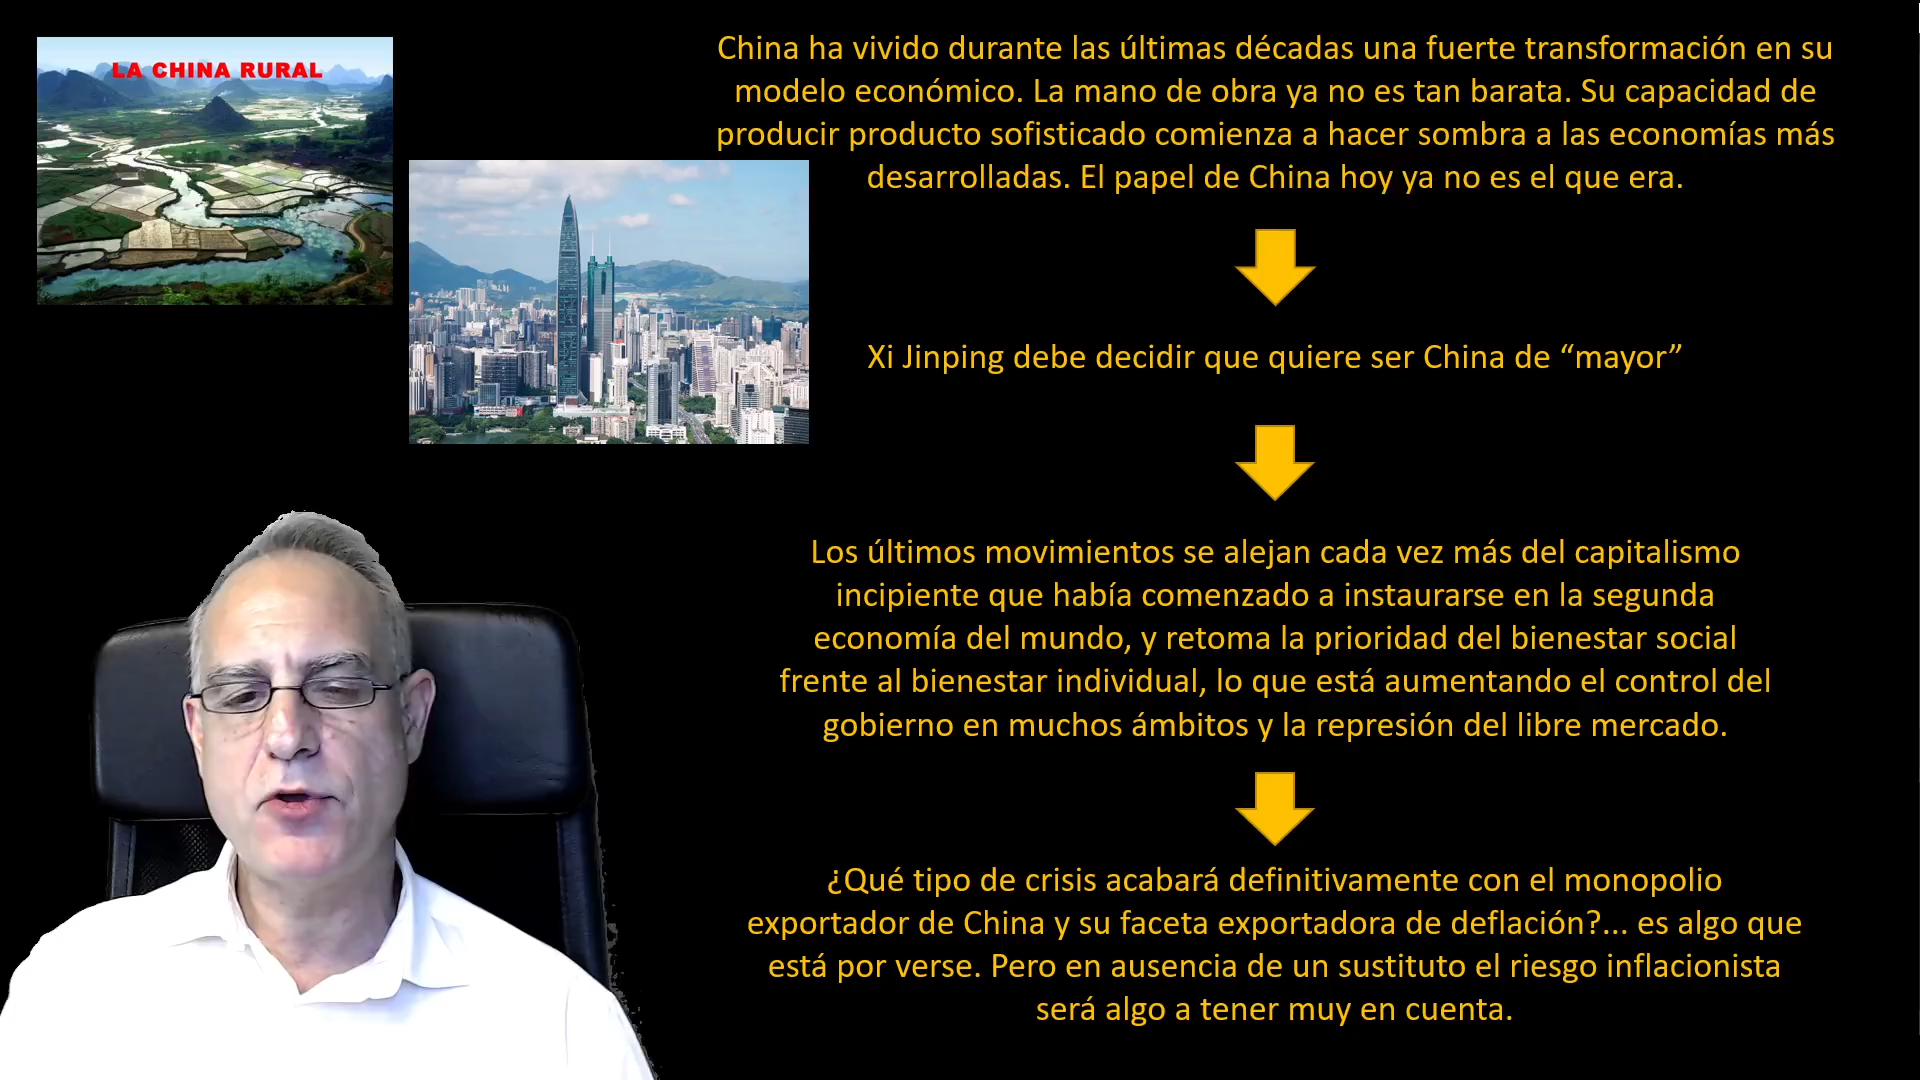 LA CHINA RURAL
China ha vivido durante las últimas décadas una fuerte transformación en su
modelo económico. La mano de obra ya no es tan barata. Su capacidad de
producir producto sofisticado comienza a hacer sombra a las economías más
desarrolladas. El papel de China hoy ya no es el que era.
Xi Jinping debe decidir que quiere ser China de “mayor”
Los últimos movimientos se alejan cada vez más del capitalismo
incipiente que había comenzado a instaurarse en la segunda
economía del mundo, y retoma la prioridad del bienestar social
frente al bienestar individual, lo que está aumentando el control del
gobierno en muchos ámbitos y la represión del libre mercado.
¿Qué tipo de crisis acabará definitivamente con el monopolio
exportador de China y su faceta exportadora de deflación?... es algo que
está por verse. Pero en ausencia de un sustituto el riesgo inflacionista
será algo a tener muy en cuenta.